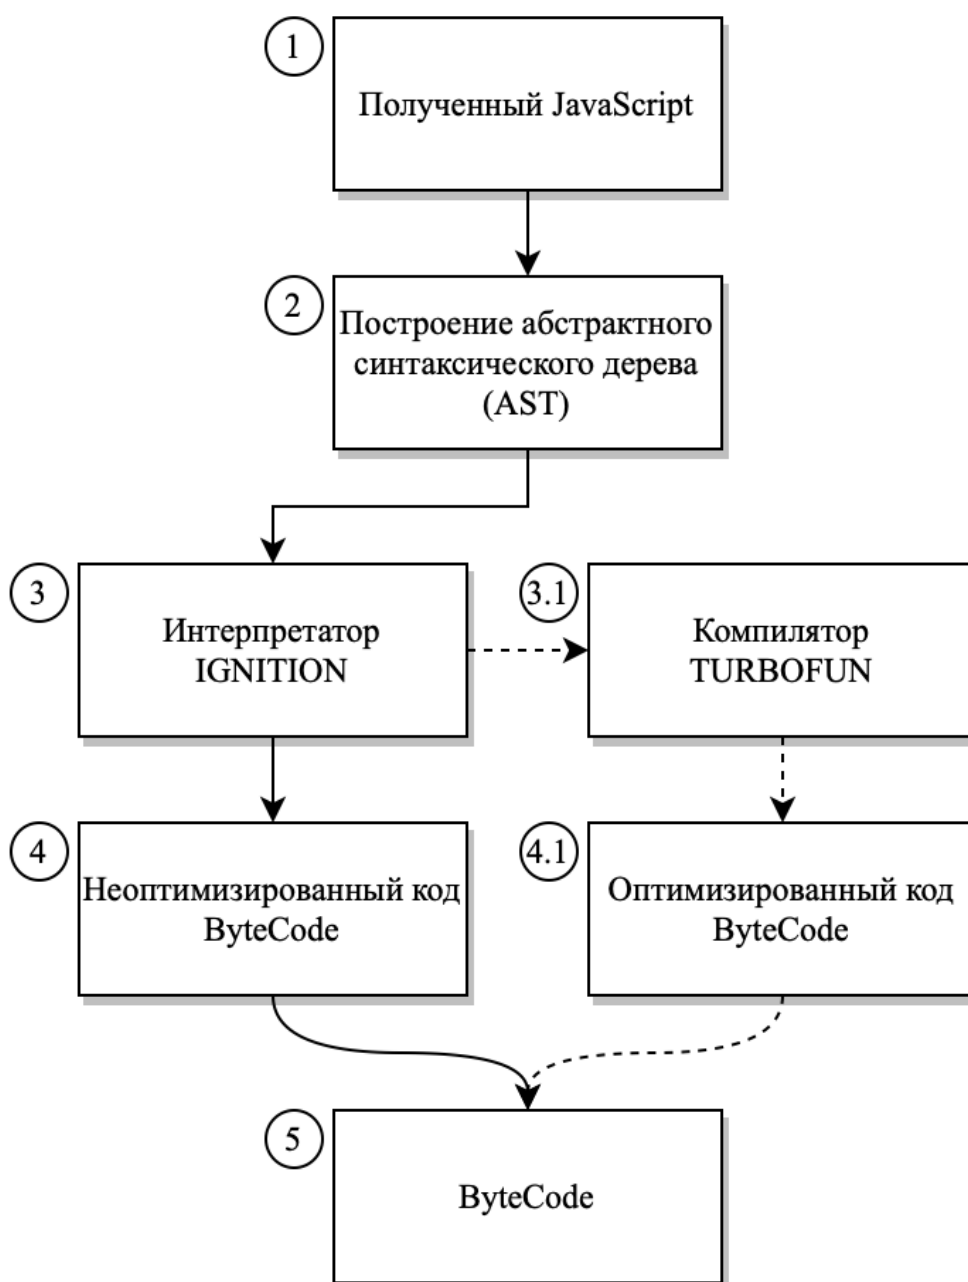 1
Полученный JavaScript
2
Построение абстрактного
синтаксического дерева
(AST)
3
Интерпретатор
IGNITION
3.1
Компилятор
TURBOFUN
4
Неоптимизированный код
ByteCode
4.1
Оптимизированный код
ByteCode
5
ByteCode